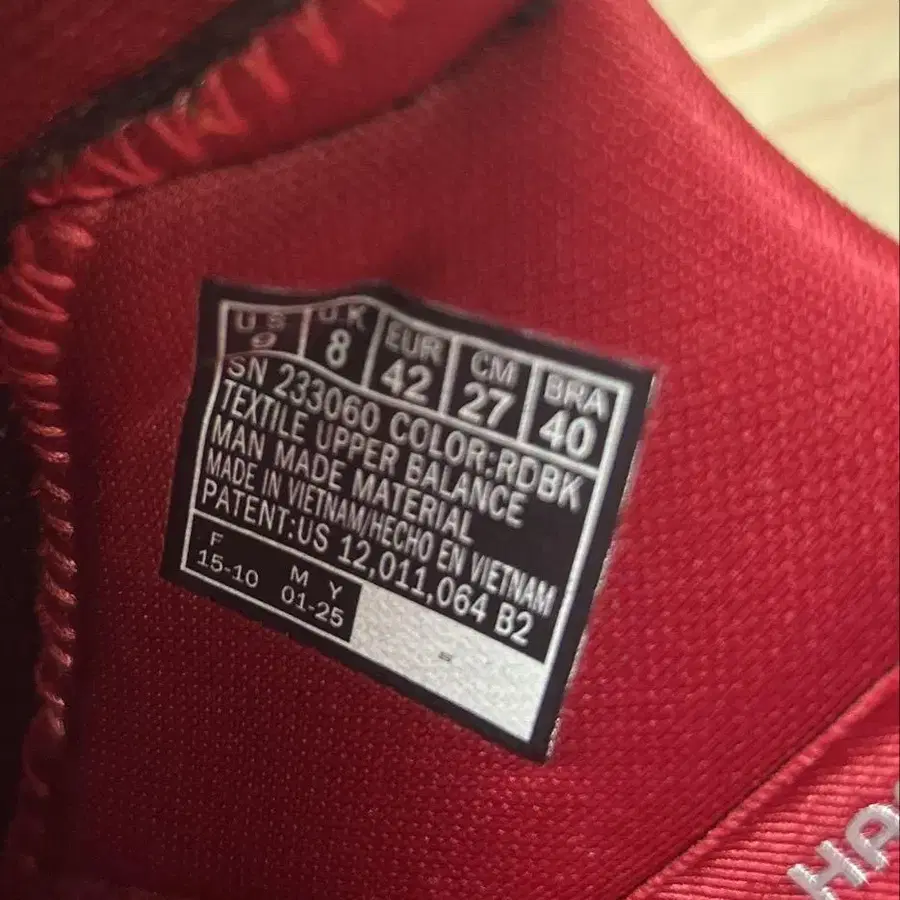 US UK EUR CM BRA
9 8 42 27 40
SN 233060 COLOR:RDBK
TEXTILE UPPER BALANCE
MAN MADE MATERIAL
MADE IN VIETNAM/HECHO EN VIETNAM
PATENT:US 12,011,064 B2
F M Y
15-10 01-25